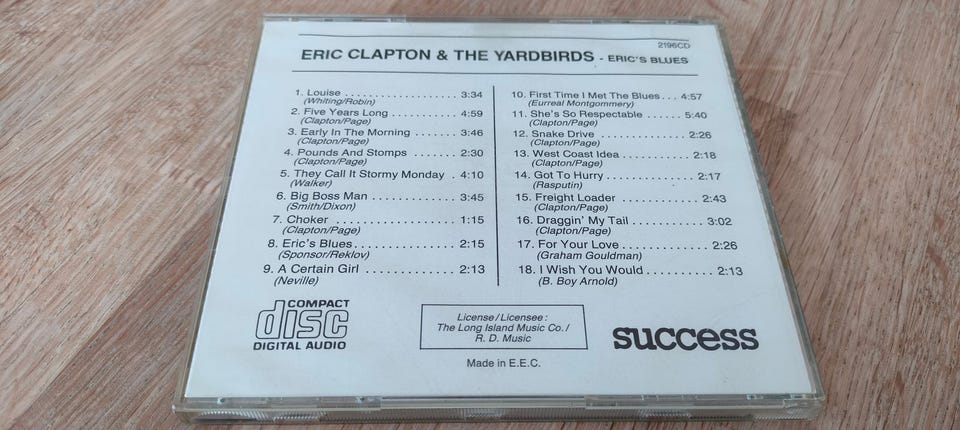 2196CD
ERIC CLAPTON & THE YARDBIRDS - ERIC'S BLUES
1. Louise .................... 3:34
(Whiting/Robin)
2. Five Years Long .......... 4:59
(Clapton/Page)
3. Early In The Morning ...... 3:46
(Clapton/Page)
4. Pounds And Stomps ....... 2:30
(Clapton/Page)
5. They Call It Stormy Monday . 4:10
(Walker)
6. Big Boss Man ............ 3:45
(Smith/Dixon)
7. Choker .................. 1:15
(Clapton/Page)
8. Eric's Blues............... 2:15
(Sponsor/Reklov)
9. A Certain Girl ............ 2:13
(Neville)
10. First Time I Met The Blues... 4:57
(Eurreal Montgommery)
11. She's So Respectable ...... 5:40
(Clapton/Page)
12. Snake Drive .............. 2:26
(Clapton/Page)
13. West Coast Idea ........... 2:18
(Clapton/Page)
14. Got To Hurry .............. 2:17
(Rasputin)
15. Freight Loader ............. 2:43
(Clapton/Page)
16. Draggin' My Tail ............ 3:02
(Clapton/Page)
17. For Your Love ............. 2:26
(Graham Gouldman)
18. I Wish You Would .......... 2:13
(B. Boy Arnold)
COMPACT
disc
DIGITAL AUDIO
License/Licensee:
The Long Island Music Co./
R. D. Music
success
Made in E.E.C.